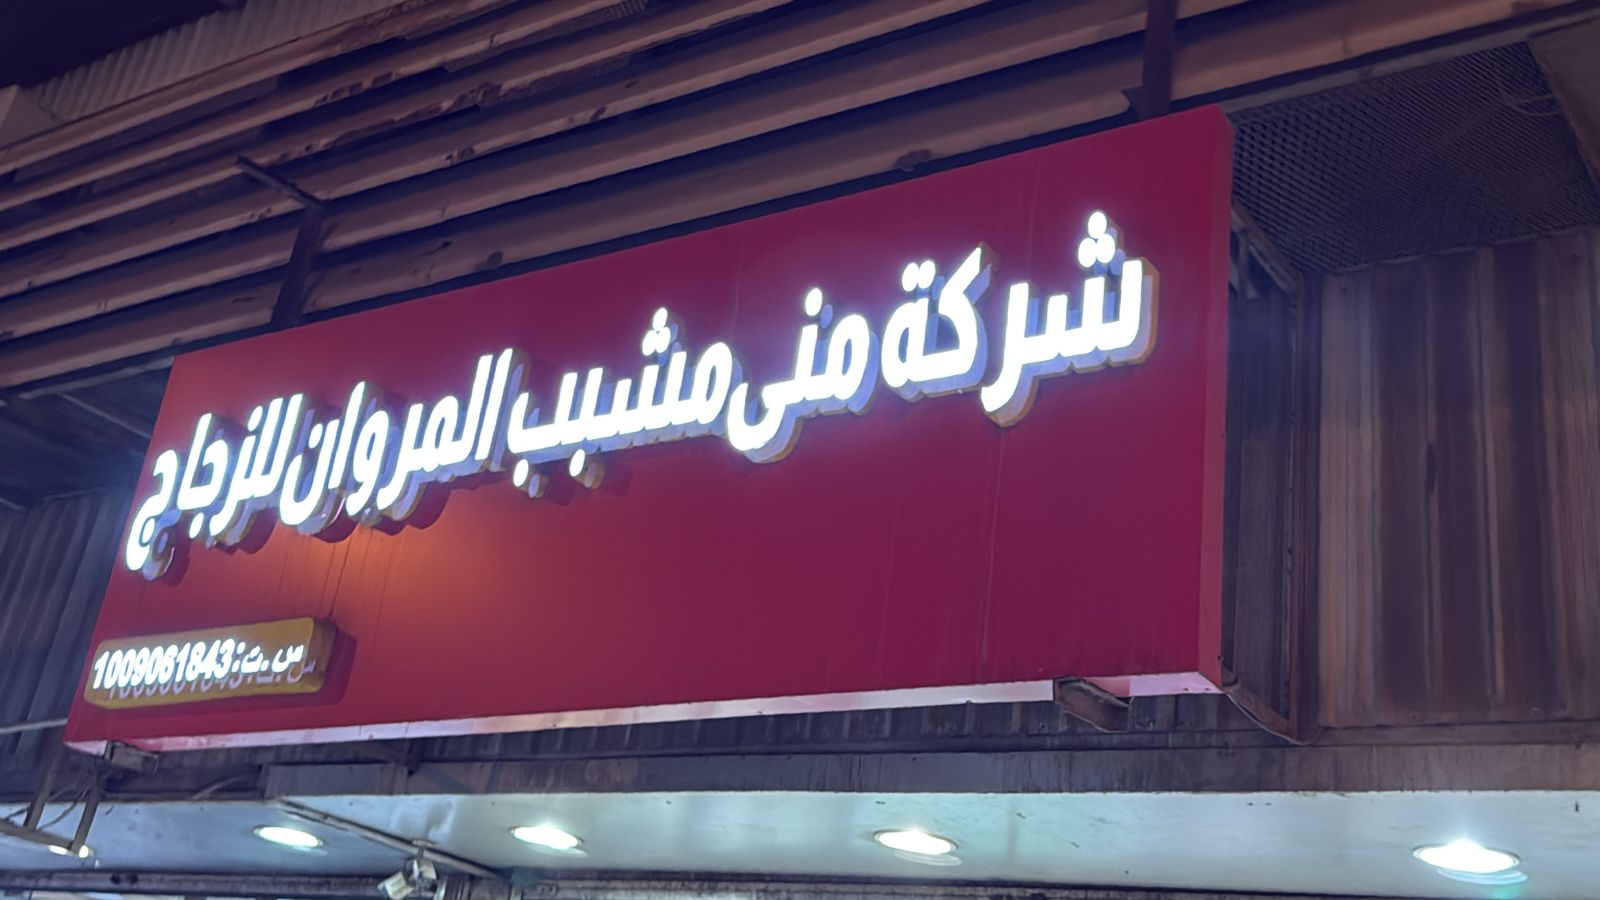 شركة منى مشبب المروان للزجاج
س.ت: 1009061843